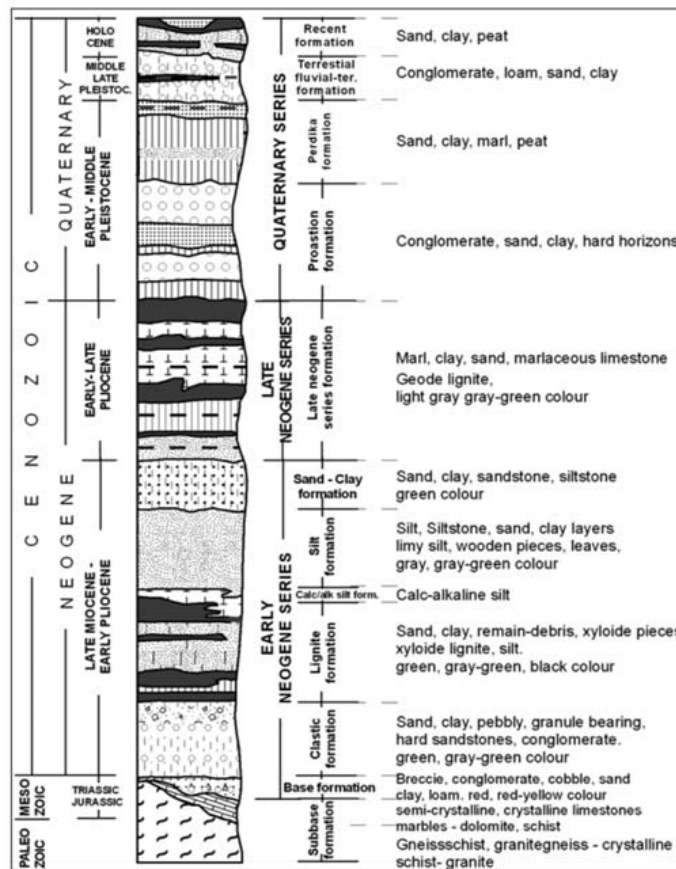 CENOZOIC
MESO
ZOIC
PALEO
ZOIC
QUATERNARY
NEOGENE
HOLO
CENE
MIDDLE
LATE
PLEISTOC.
EARLY - MIDDLE
PLEISTOCENE
EARLY- LATE
PLIOCENE
LATE MIOCENE -
EARLY PLIOCENE
TRIASSIC
JURASSIC
QUATERNARY SERIES
LATE
NEOGENE SERIES
EARLY
NEOGENE SERIES
Recent
formation
Sand, clay, peat
Terrestial
fluvial-ter.
formation
Conglomerate, loam, sand, clay
Perdika
formation
Sand, clay, marl, peat
Proastion
formation
Conglomerate, sand, clay, hard horizons
Late neogene
series formation
Marl, clay, sand, marlaceous limestone
Geode lignite,
light gray gray-green colour
Sand - Clay
formation
Sand, clay, sandstone, siltstone
green colour
Silt
formation
Silt, Siltstone, sand, clay layers
limy silt, wooden pieces, leaves,
gray, gray-green colour
Calc/alk silt form.
Calc-alkaline silt
Lignite
formation
Sand, clay, remain-debris, xyloide pieces
xyloide lignite, silt.
green, gray-green, black colour
Clastic
formation
Sand, clay, pebbly, granule bearing,
hard sandstones, conglomerate.
green, gray-green colour
Base formation
Breccie, conglomerate, cobble, sand
clay, loam. red, red-yellow colour
Subbase
formation
semi-crystalline, crystalline limestones
marbles - dolomite, schist
Gneissschist, granitegneiss - crystalline
schist- granite